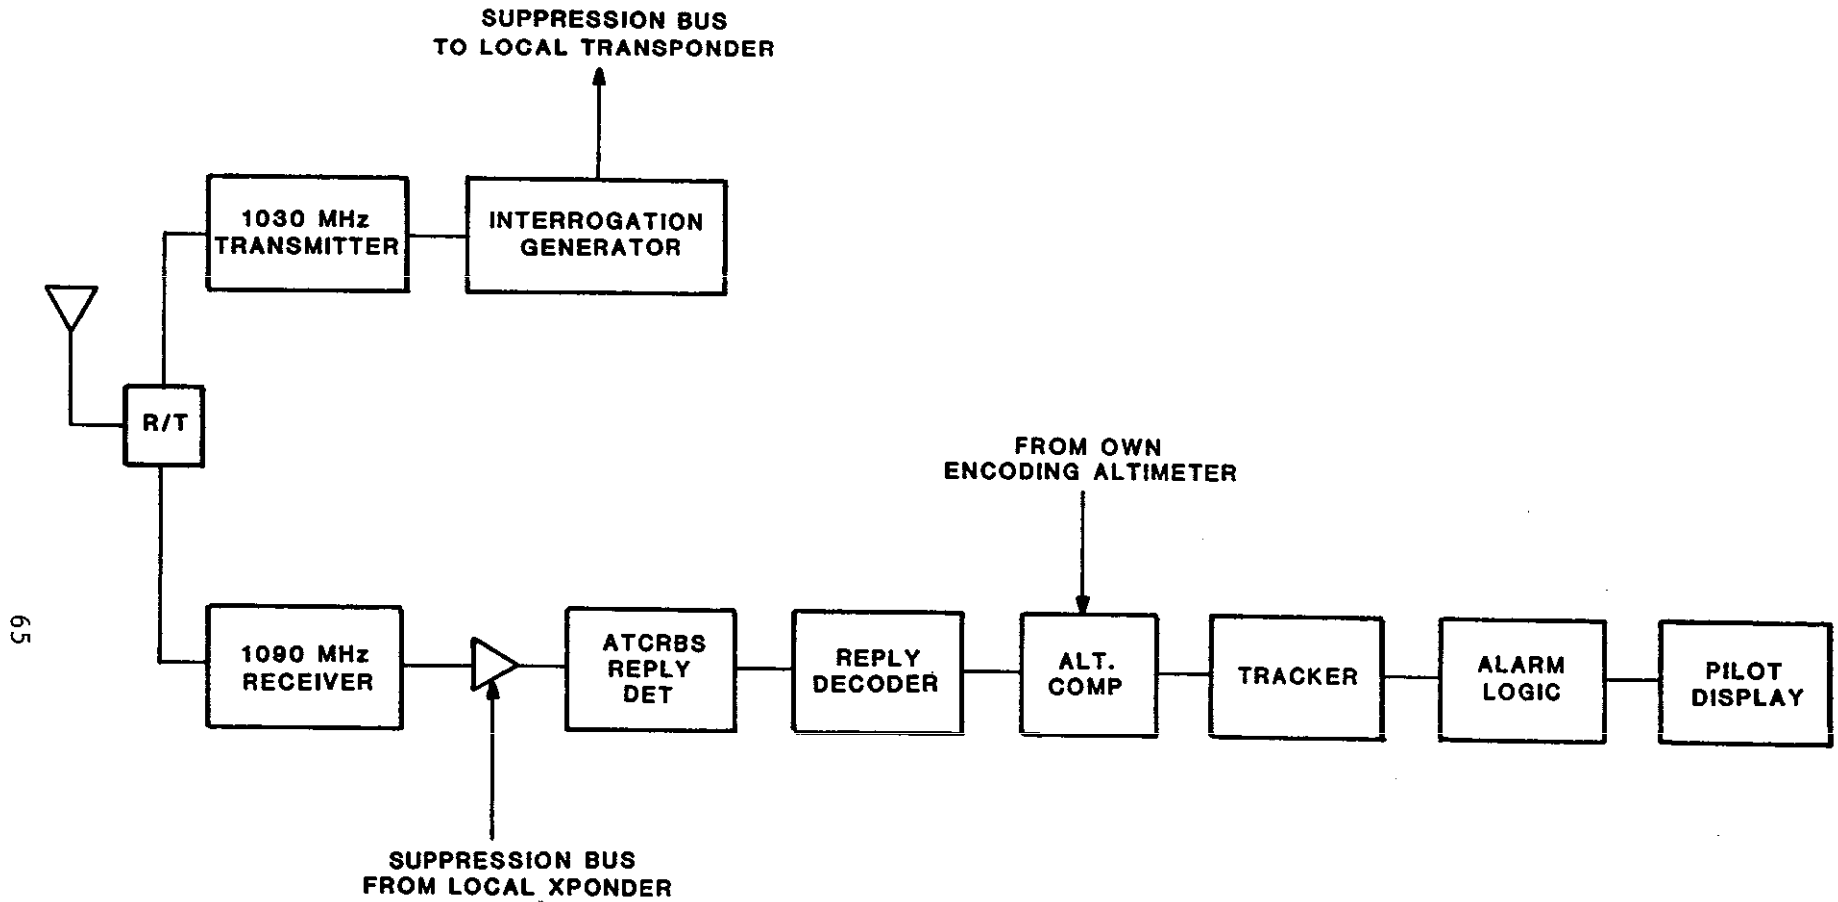 SUPPRESSION BUS
TO LOCAL TRANSPONDER
1030 MHz
TRANSMITTER
INTERROGATION
GENERATOR
R/T
FROM OWN
ENCODING ALTIMETER
1090 MHz
RECEIVER
ATCRBS
REPLY
DET
REPLY
DECODER
ALT.
COMP
TRACKER
ALARM
LOGIC
PILOT
DISPLAY
SUPPRESSION BUS
FROM LOCAL XPONDER
65